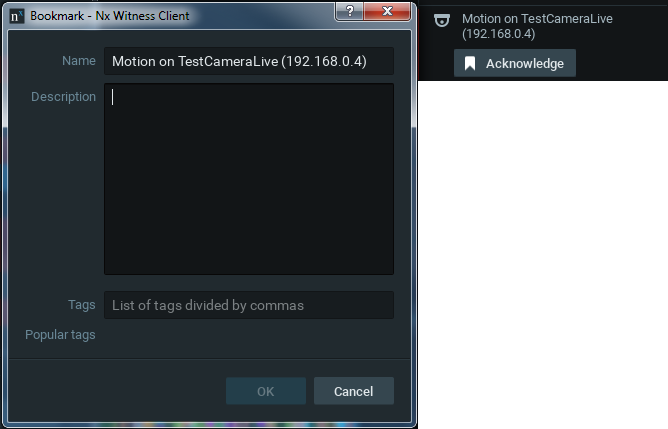 nx Bookmark - Nx Witness Client ? X
Name Motion on TestCameraLive (192.168.0.4)
Description
Tags List of tags divided by commas
Popular tags
OK Cancel
Motion on TestCameraLive
(192.168.0.4)
Acknowledge